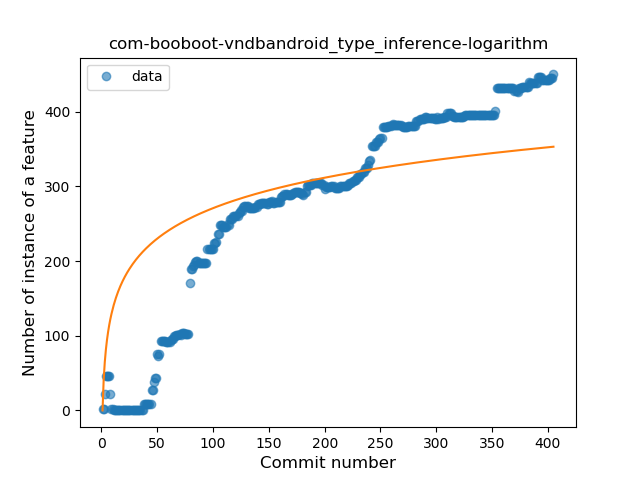 com-booboot-vndbandroid_type_inference-logarithm
data
Number of instance of a feature
400
300
200
100
0
0 50 100 150 200 250 300 350 400
Commit number